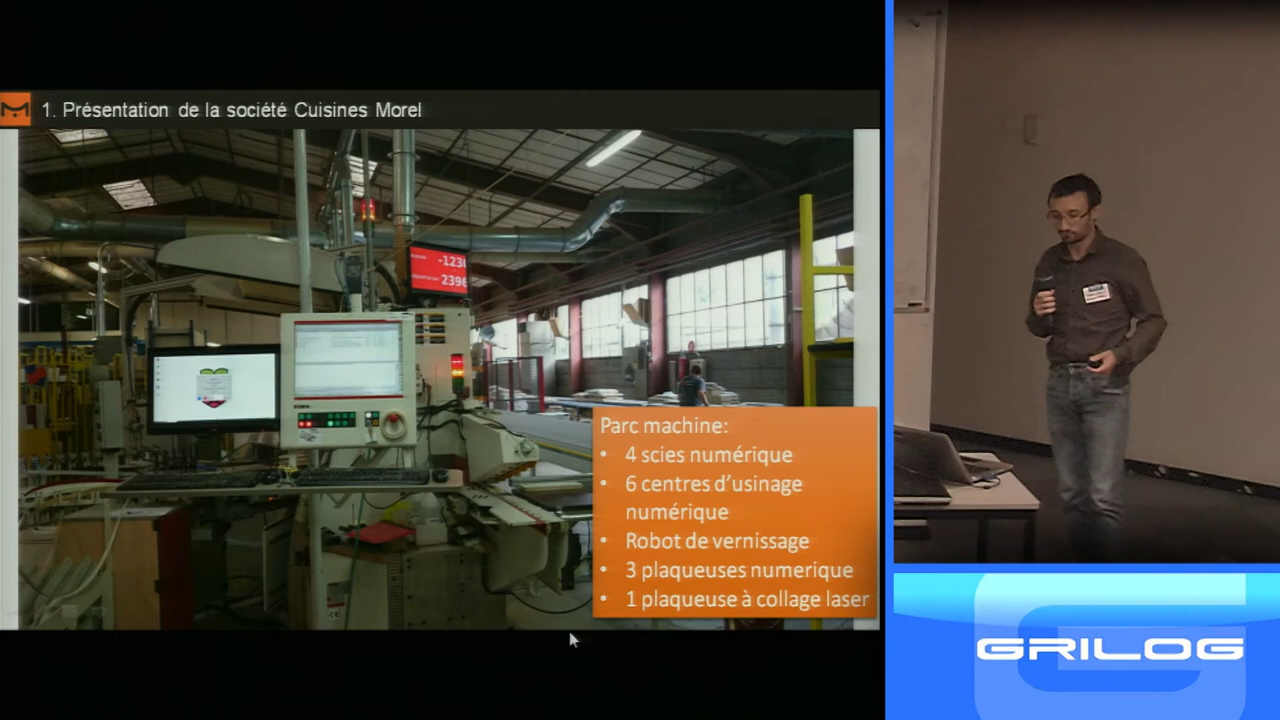 1. Présentation de la société Cuisines Morel
-1236
2396
Parc machine:
• 4 scies numérique
• 6 centres d'usinage
numérique
• Robot de vernissage
• 3 plaqueuses numerique
• 1 plaqueuse à collage laser
GRILOG